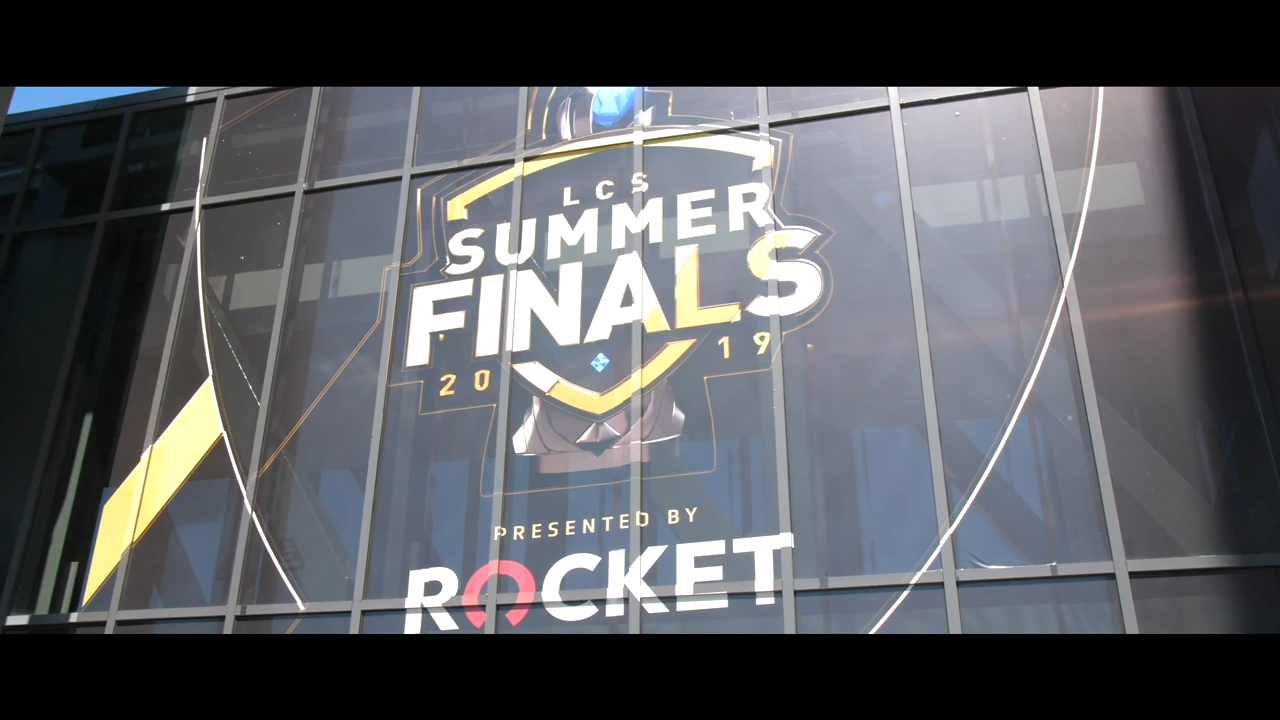 LCS
SUMMER
FINALS
20 19
PRESENTED BY
ROCKET